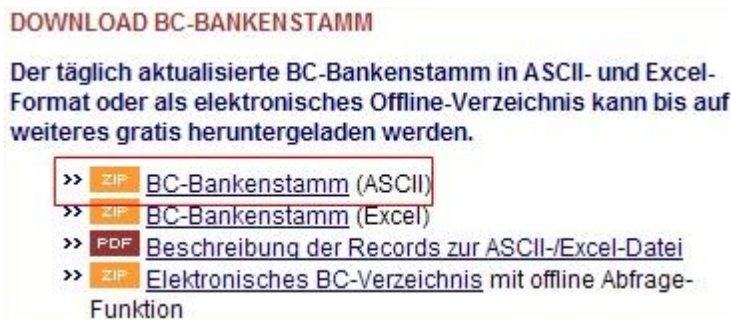 DOWNLOAD BC-BANKENSTAMM
Der täglich aktualisierte BC-Bankenstamm in ASCII- und Excel-
Format oder als elektronisches Offline-Verzeichnis kann bis auf
weiteres gratis heruntergeladen werden.
>> ZIP BC-Bankenstamm (ASCII)
>> ZIP BC-Bankenstamm (Excel)
>> PDF Beschreibung der Records zur ASCII-/Excel-Datei
>> ZIP Elektronisches BC-Verzeichnis mit offline Abfrage-
Funktion